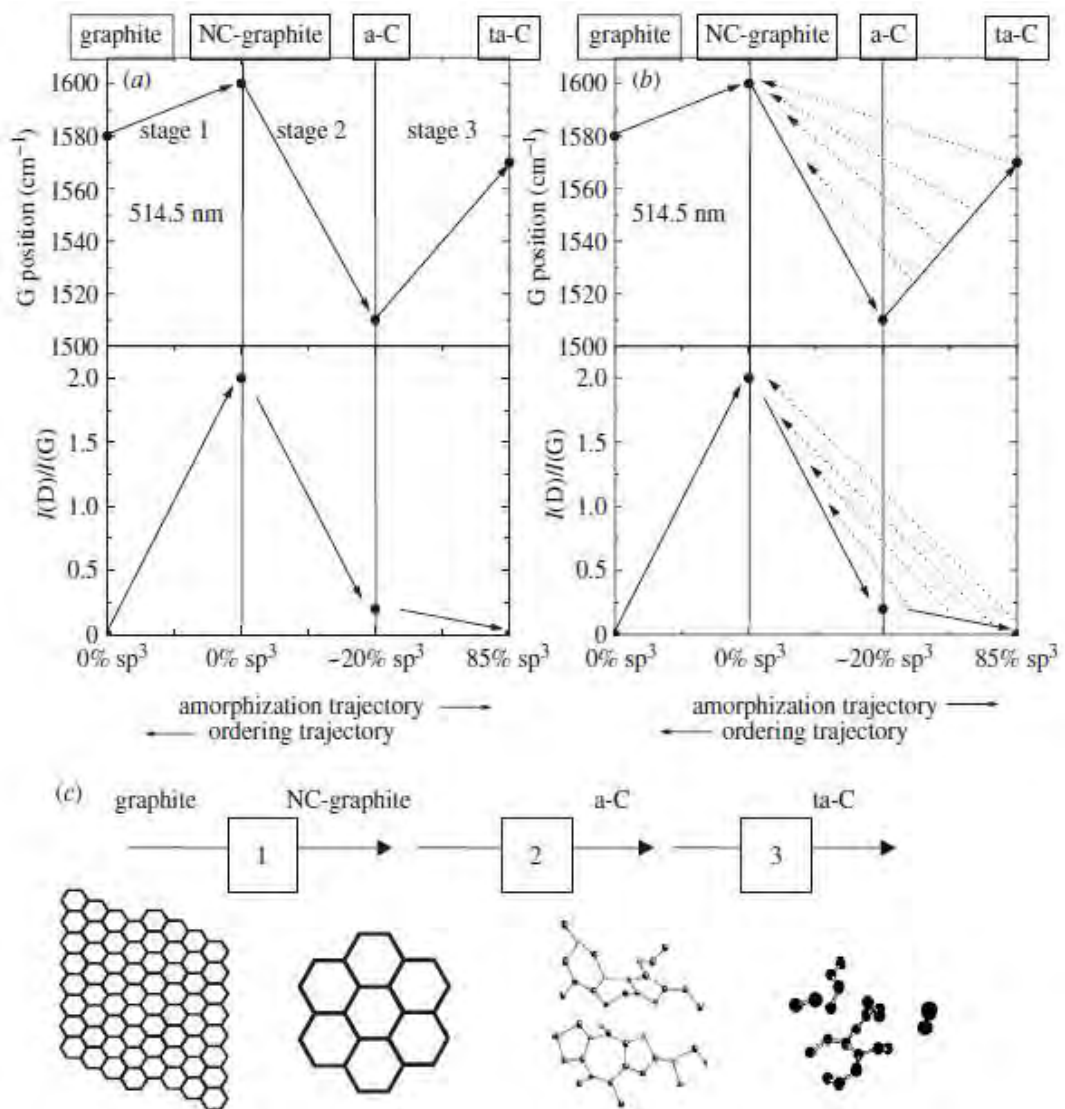 graphite NC-graphite a-C ta-C graphite NC-graphite a-C ta-C
(a) (b)
1600
1580
1560
1540
1520
1500
G position (cm⁻¹)
stage 1 stage 2 stage 3
514.5 nm
1600
1580
1560
1540
1520
1500
G position (cm⁻¹)
514.5 nm
2.0
1.5
1.0
0.5
0
I(D)/I(G)
2.0
1.5
1.0
0.5
0
I(D)/I(G)
0% sp³ 0% sp³ ~20% sp³ 85% sp³ 0% sp³ 0% sp³ ~20% sp³ 85% sp³
amorphization trajectory amorphization trajectory
ordering trajectory ordering trajectory
(c) graphite NC-graphite a-C ta-C
1 2 3